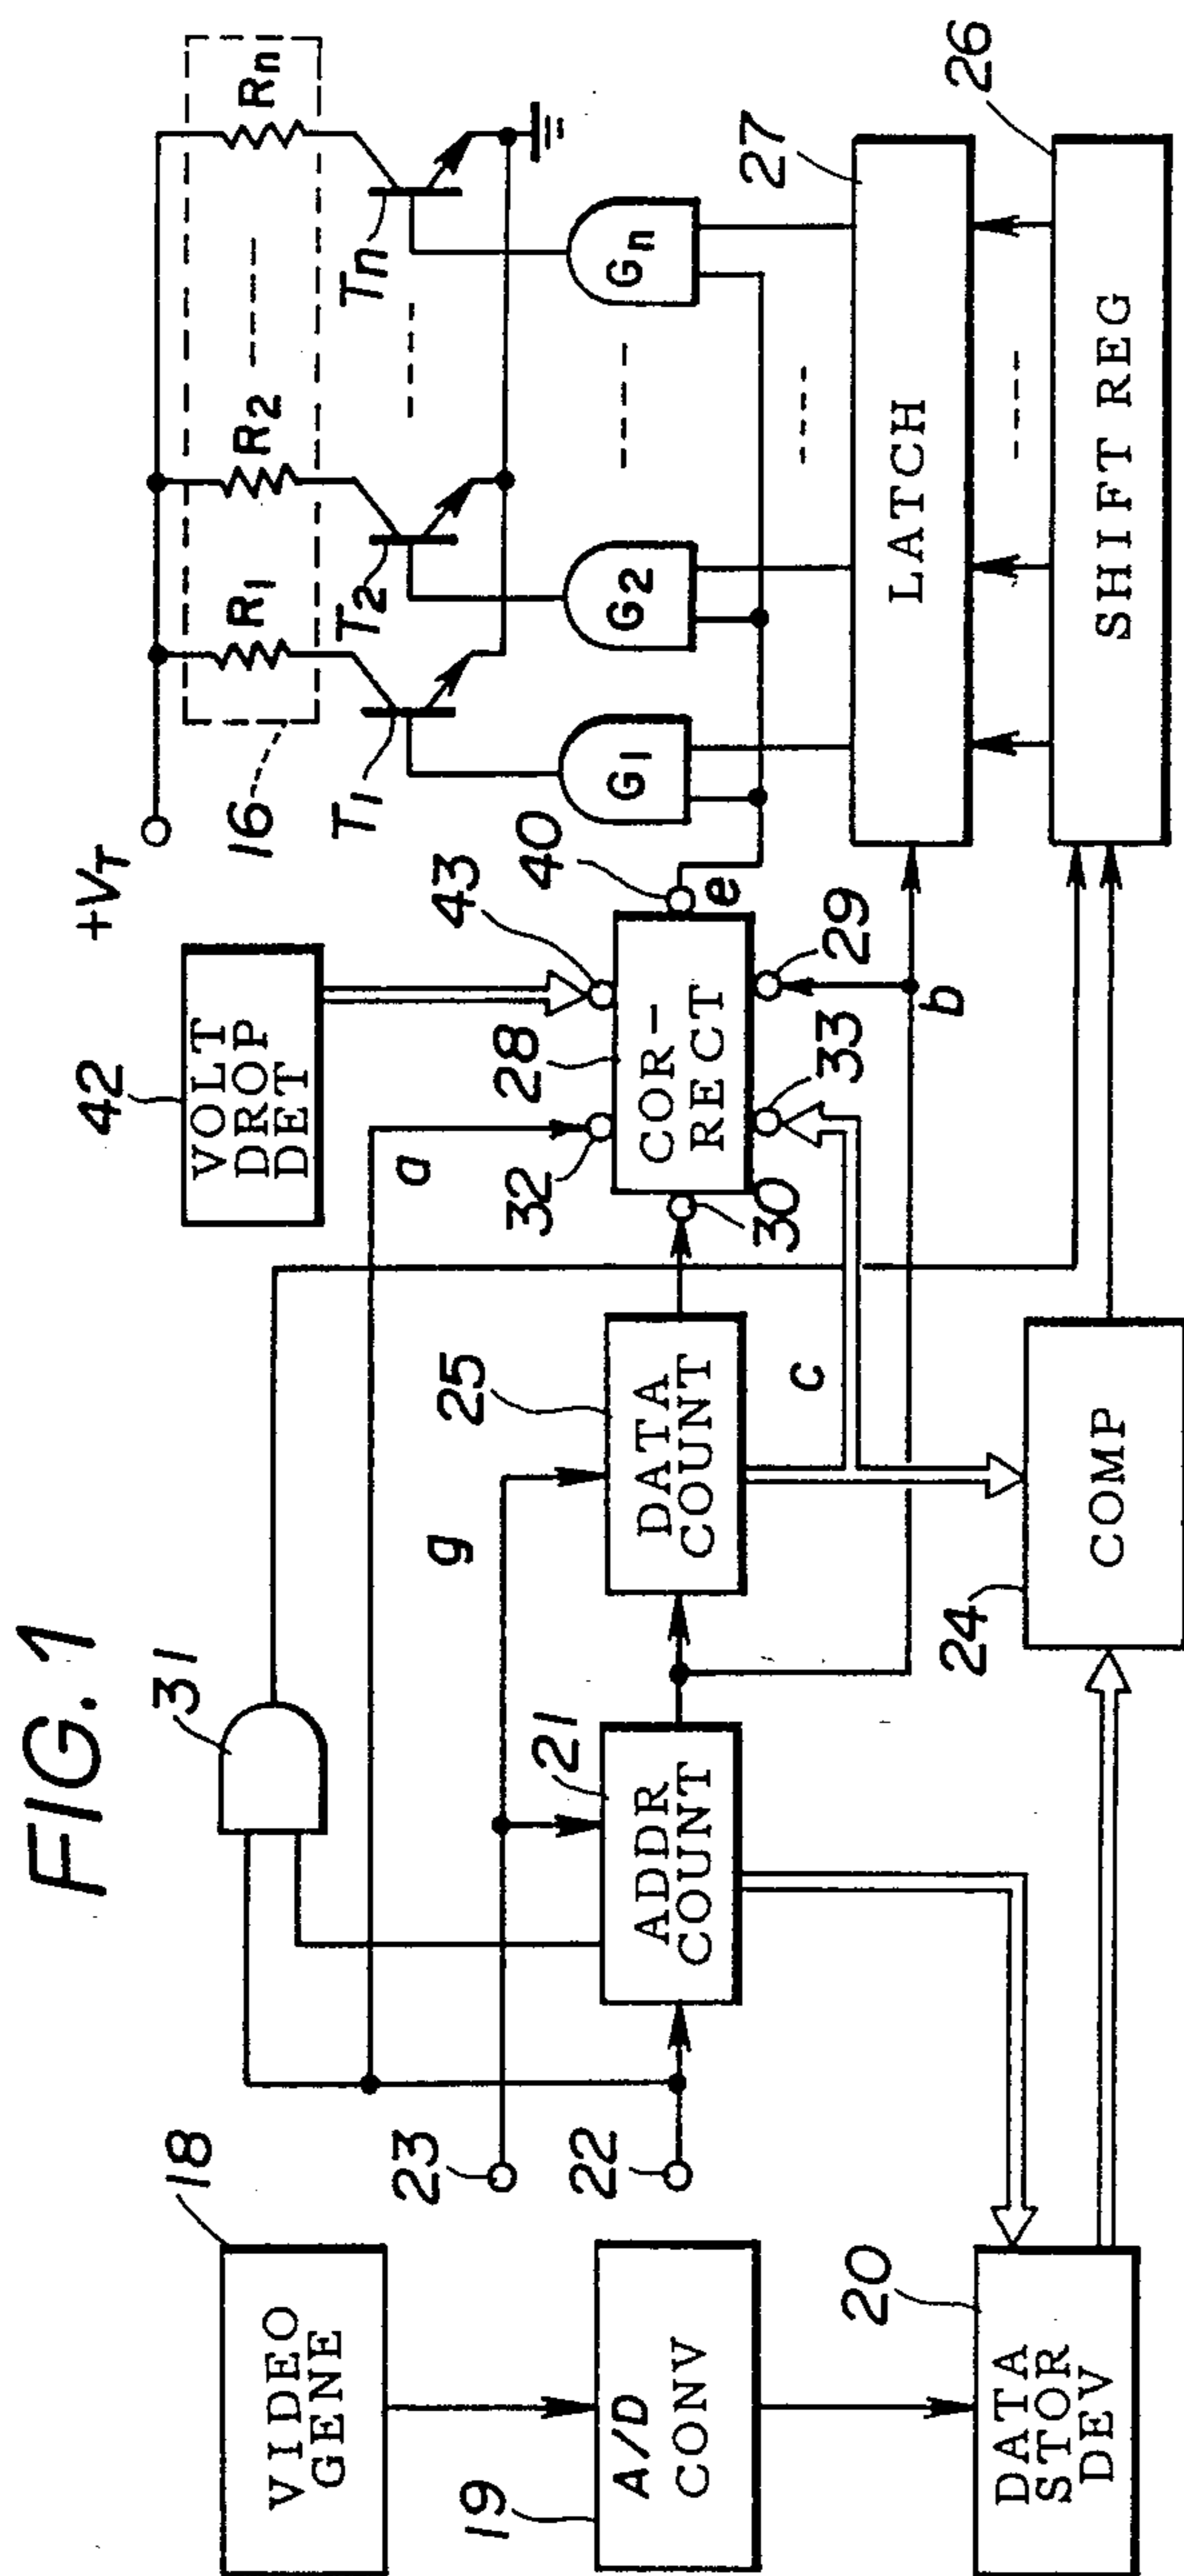 FIG. 1
18
VIDEO
GENE
19
A/D
CONV
20
DATA
STOR
DEV
23
22
31
g
a
21
ADDR
COUNT
25
DATA
COUNT
c
b
24
COMP
42
VOLT
DROP
DET
32
43
28
COR-
RECT
30
33
29
40
e
+VT
16
R1
R2
-----
Rn
T1
T2
----
Tn
G1
G2
-----
Gn
----
27
LATCH
----
26
SHIFT REG